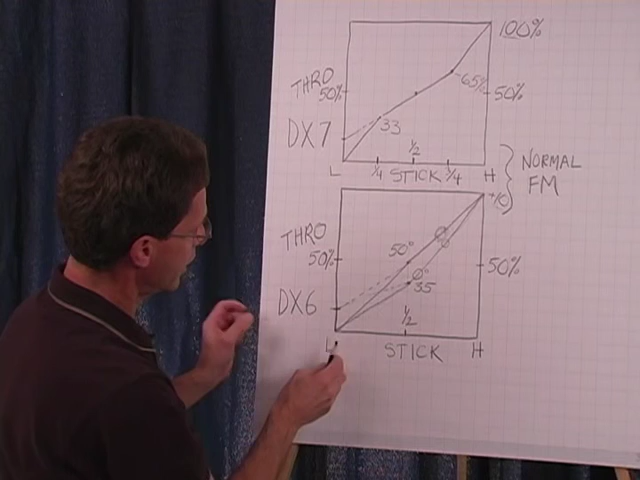 100%
THRO
50%
65%
50%
DX7
33
1/2
L 1/4 STICK 3/4 H
NORMAL
FM
THRO
50%
50°
50%
0°
35
DX6
1/2
L STICK H